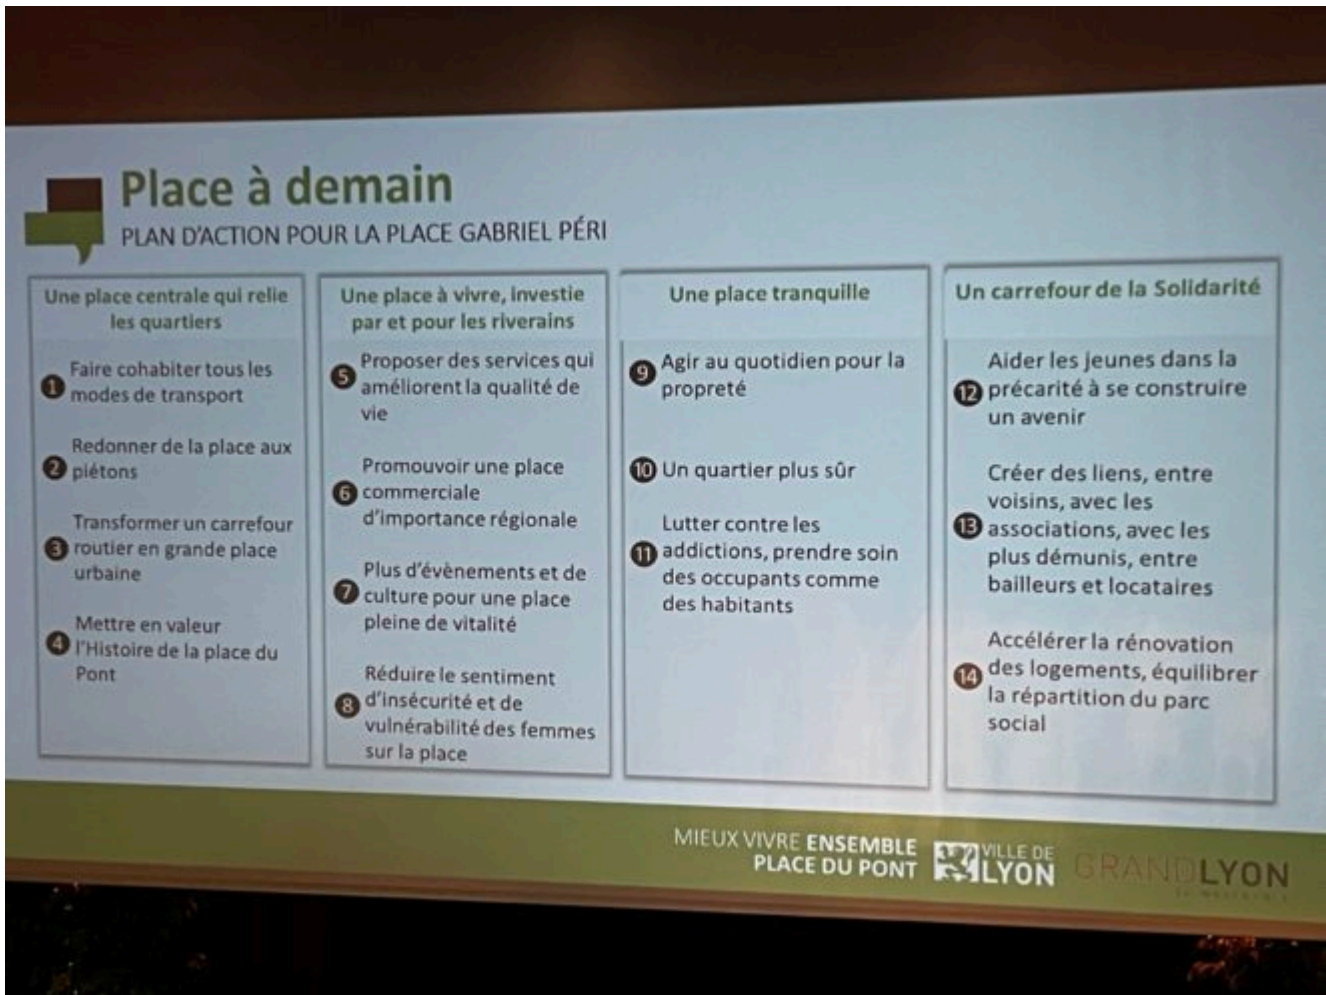 Place à demain
PLAN D'ACTION POUR LA PLACE GABRIEL PÉRI
Une place centrale qui relie
les quartiers
1 Faire cohabiter tous les
modes de transport
2 Redonner de la place aux
piétons
3 Transformer un carrefour
routier en grande place
urbaine
4 Mettre en valeur
l'Histoire de la place du
Pont
Une place à vivre, investie
par et pour les riverains
5 Proposer des services qui
améliorent la qualité de
vie
6 Promouvoir une place
commerciale
d'importance régionale
7 Plus d'évènements et de
culture pour une place
pleine de vitalité
8 Réduire le sentiment
d'insécurité et de
vulnérabilité des femmes
sur la place
Une place tranquille
9 Agir au quotidien pour la
propreté
10 Un quartier plus sûr
11 Lutter contre les
addictions, prendre soin
des occupants comme
des habitants
Un carrefour de la Solidarité
12 Aider les jeunes dans la
précarité à se construire
un avenir
13 Créer des liens, entre
voisins, avec les
associations, avec les
plus démunis, entre
bailleurs et locataires
14 Accélérer la rénovation
des logements, équilibrer
la répartition du parc
social
MIEUX VIVRE ENSEMBLE
PLACE DU PONT
VILLE DE
LYON
GRANDLYON